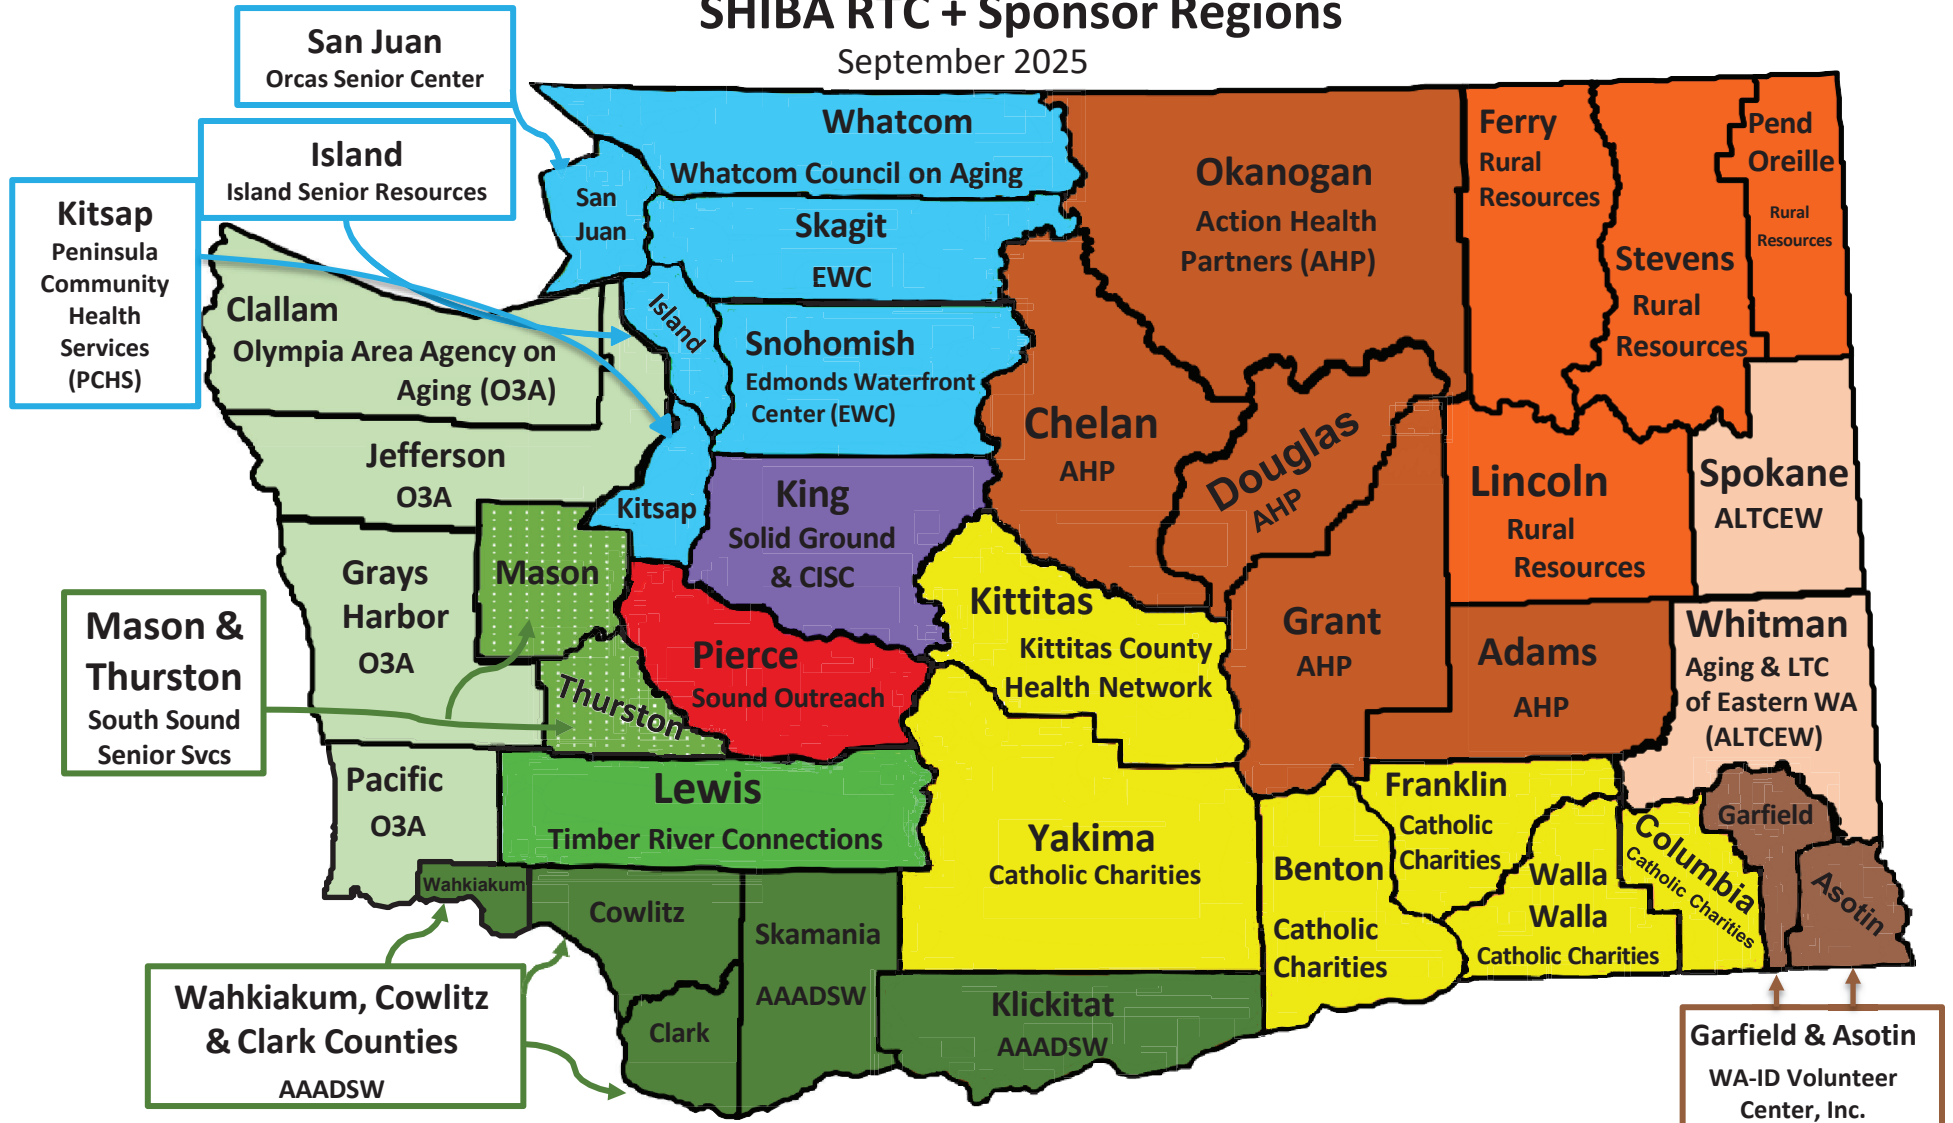 SHIBA RTC + Sponsor Regions
September 2025
San Juan
Orcas Senior Center
Island
Island Senior Resources
Kitsap
Peninsula
Community
Health
Services
(PCHS)
San
Juan
Whatcom
Whatcom Council on Aging
Skagit
EWC
Island
Snohomish
Edmonds Waterfront
Center (EWC)
Clallam
Olympia Area Agency on
Aging (O3A)
Jefferson
O3A
Kitsap
King
Solid Ground
& CISC
Okanogan
Action Health
Partners (AHP)
Chelan
AHP
Douglas
AHP
Ferry
Rural
Resources
Stevens
Rural
Resources
Pend
Oreille
Rural
Resources
Lincoln
Rural
Resources
Spokane
ALTCEW
Grays
Harbor
O3A
Mason
Mason &
Thurston
South Sound
Senior Svcs
Thurston
Pierce
Sound Outreach
Kittitas
Kittitas County
Health Network
Grant
AHP
Adams
AHP
Whitman
Aging & LTC
of Eastern WA
(ALTCEW)
Pacific
O3A
Lewis
Timber River Connections
Yakima
Catholic Charities
Benton
Catholic
Charities
Franklin
Catholic
Charities
Walla
Walla
Catholic Charities
Columbia
Catholic Charities
Garfield
Asotin
Wahkiakum
Cowlitz
Skamania
AAADSW
Clark
Klickitat
AAADSW
Wahkiakum, Cowlitz
& Clark Counties
AAADSW
Garfield & Asotin
WA-ID Volunteer
Center, Inc.